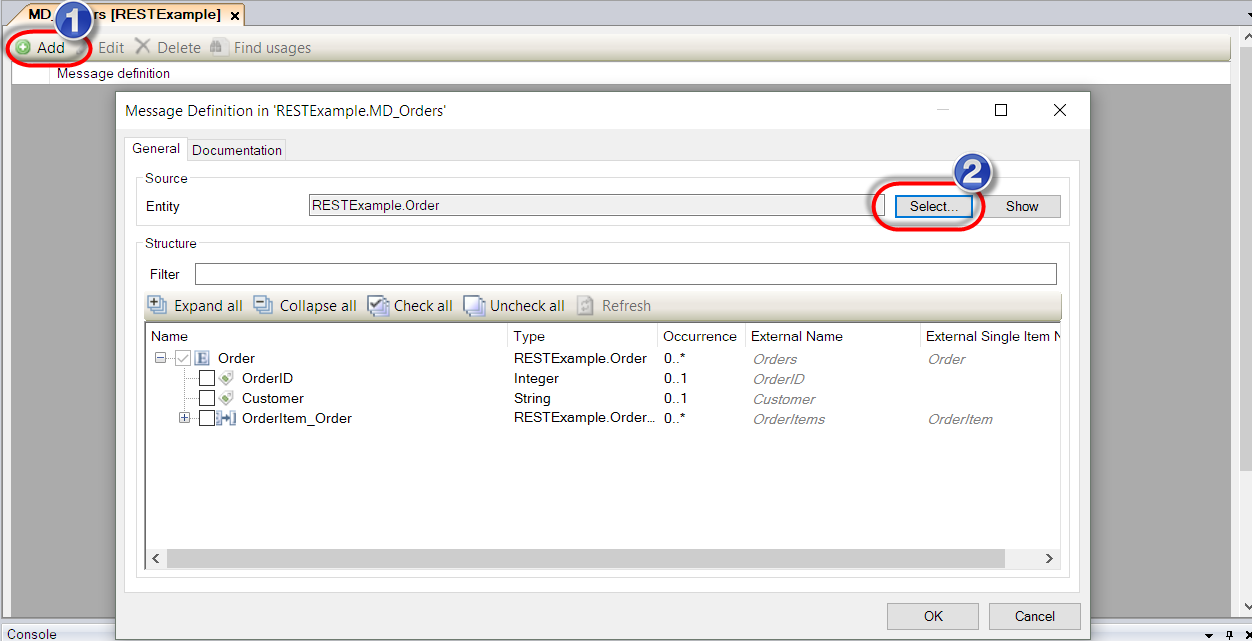 MD_ rs [RESTExample]
1
Add Edit Delete Find usages
Message definition
Message Definition in 'RESTExample.MD_Orders'
General Documentation
Source
2
Entity RESTExample.Order Select... Show
Structure
Filter
Expand all Collapse all Check all Uncheck all Refresh
Name Type Occurrence External Name External Single Item N
E Order RESTExample.Order 0..* Orders Order
OrderID Integer 0..1 OrderID
Customer String 0..1 Customer
OrderItem_Order RESTExample.Order... 0..* OrderItems OrderItem
OK Cancel
Console